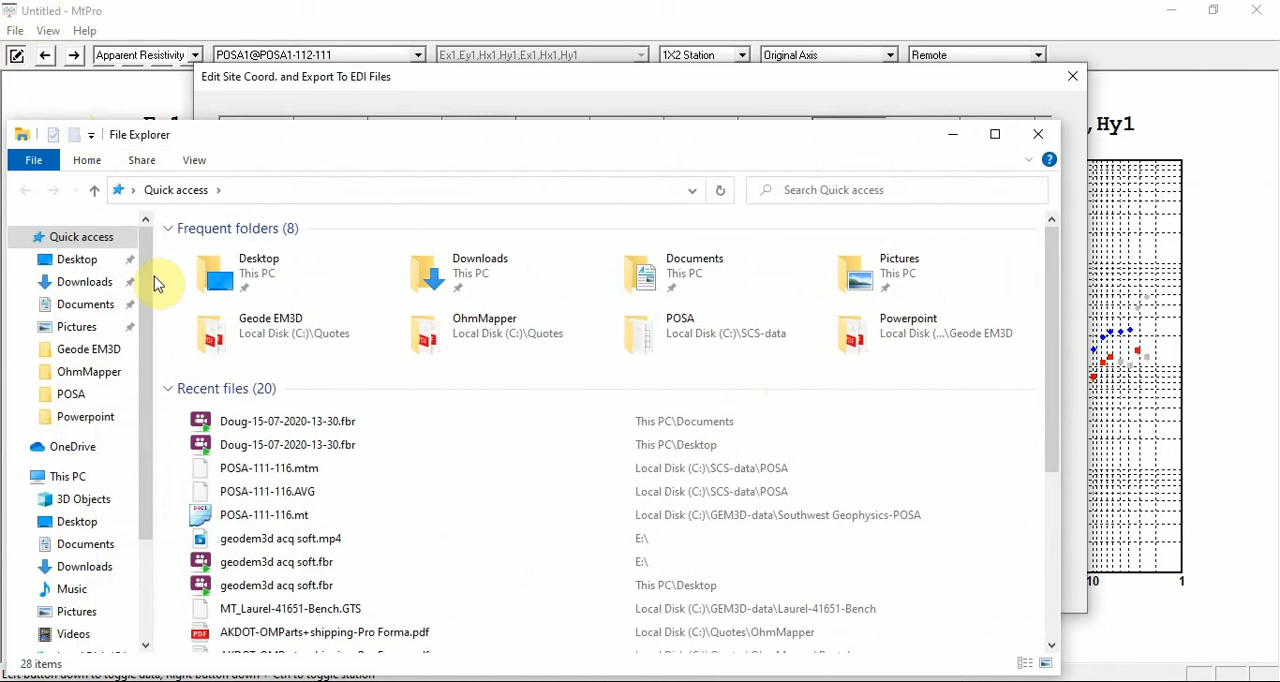 Untitled - MtPro
File View Help
Apparent Resistivity POSA1@POSA1-112-111 Ex1,Ey1,Hx1,Hy1,Ex1,Hx1,Hy1 1X2 Station Original Axis Remote
Edit Site Coord. and Export To EDI Files
,Hy1
File Explorer
File Home Share View
Quick access
Search Quick access
Quick access
Desktop
Downloads
Documents
Pictures
Geode EM3D
OhmMapper
POSA
Powerpoint
OneDrive
This PC
3D Objects
Desktop
Documents
Downloads
Music
Pictures
Videos
Frequent folders (8)
Desktop
This PC
Downloads
This PC
Documents
This PC
Pictures
This PC
Geode EM3D
Local Disk (C:)\Quotes
OhmMapper
Local Disk (C:)\Quotes
POSA
Local Disk (C:)\SCS-data
Powerpoint
Local Disk (...\Geode EM3D
Recent files (20)
Doug-15-07-2020-13-30.fbr This PC\Documents
Doug-15-07-2020-13-30.fbr This PC\Desktop
POSA-111-116.mtm Local Disk (C:)\SCS-data\POSA
POSA-111-116.AVG Local Disk (C:)\SCS-data\POSA
POSA-111-116.mt Local Disk (C:)\GEM3D-data\Southwest Geophysics-POSA
geodem3d acq soft.mp4 E:\
geodem3d acq soft.fbr E:\
geodem3d acq soft.fbr This PC\Desktop
MT_Laurel-41651-Bench.GTS Local Disk (C:)\GEM3D-data\Laurel-41651-Bench
AKDOT-OMParts+shipping-Pro Forma.pdf Local Disk (C:)\Quotes\OhmMapper
28 items
10 1